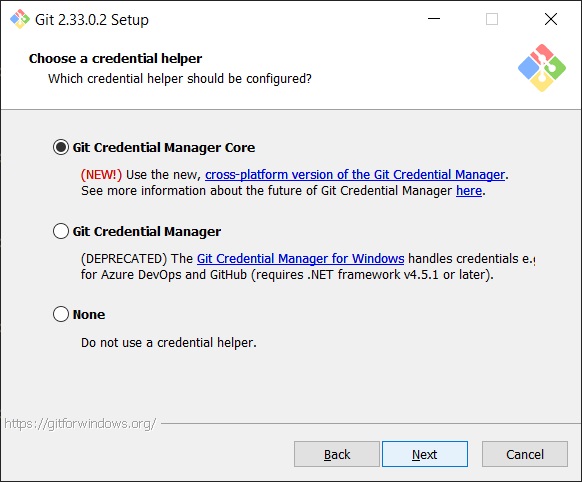 Git 2.33.0.2 Setup
Choose a credential helper
Which credential helper should be configured?
Git Credential Manager Core
(NEW!) Use the new, cross-platform version of the Git Credential Manager.
See more information about the future of Git Credential Manager here.
Git Credential Manager
(DEPRECATED) The Git Credential Manager for Windows handles credentials e.g
for Azure DevOps and GitHub (requires .NET framework v4.5.1 or later).
None
Do not use a credential helper.
https://gitforwindows.org/
Back Next Cancel